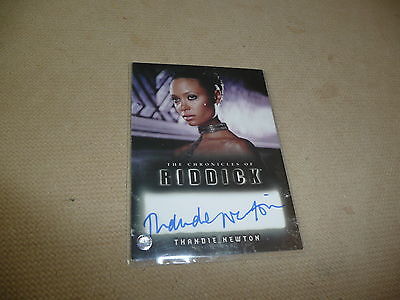 THE CHRONICLES OF
RIDDICK
Thandie Newton
THANDIE NEWTON